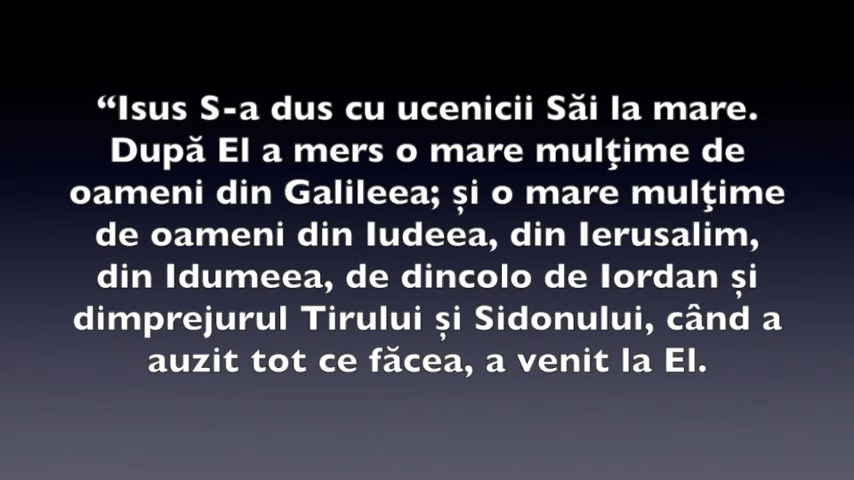 “Isus S-a dus cu ucenicii Săi la mare.
După El a mers o mare mulţime de
oameni din Galileea; și o mare mulţime
de oameni din Iudeea, din Ierusalim,
din Idumeea, de dincolo de Iordan și
dimprejurul Tirului și Sidonului, când a
auzit tot ce făcea, a venit la El.